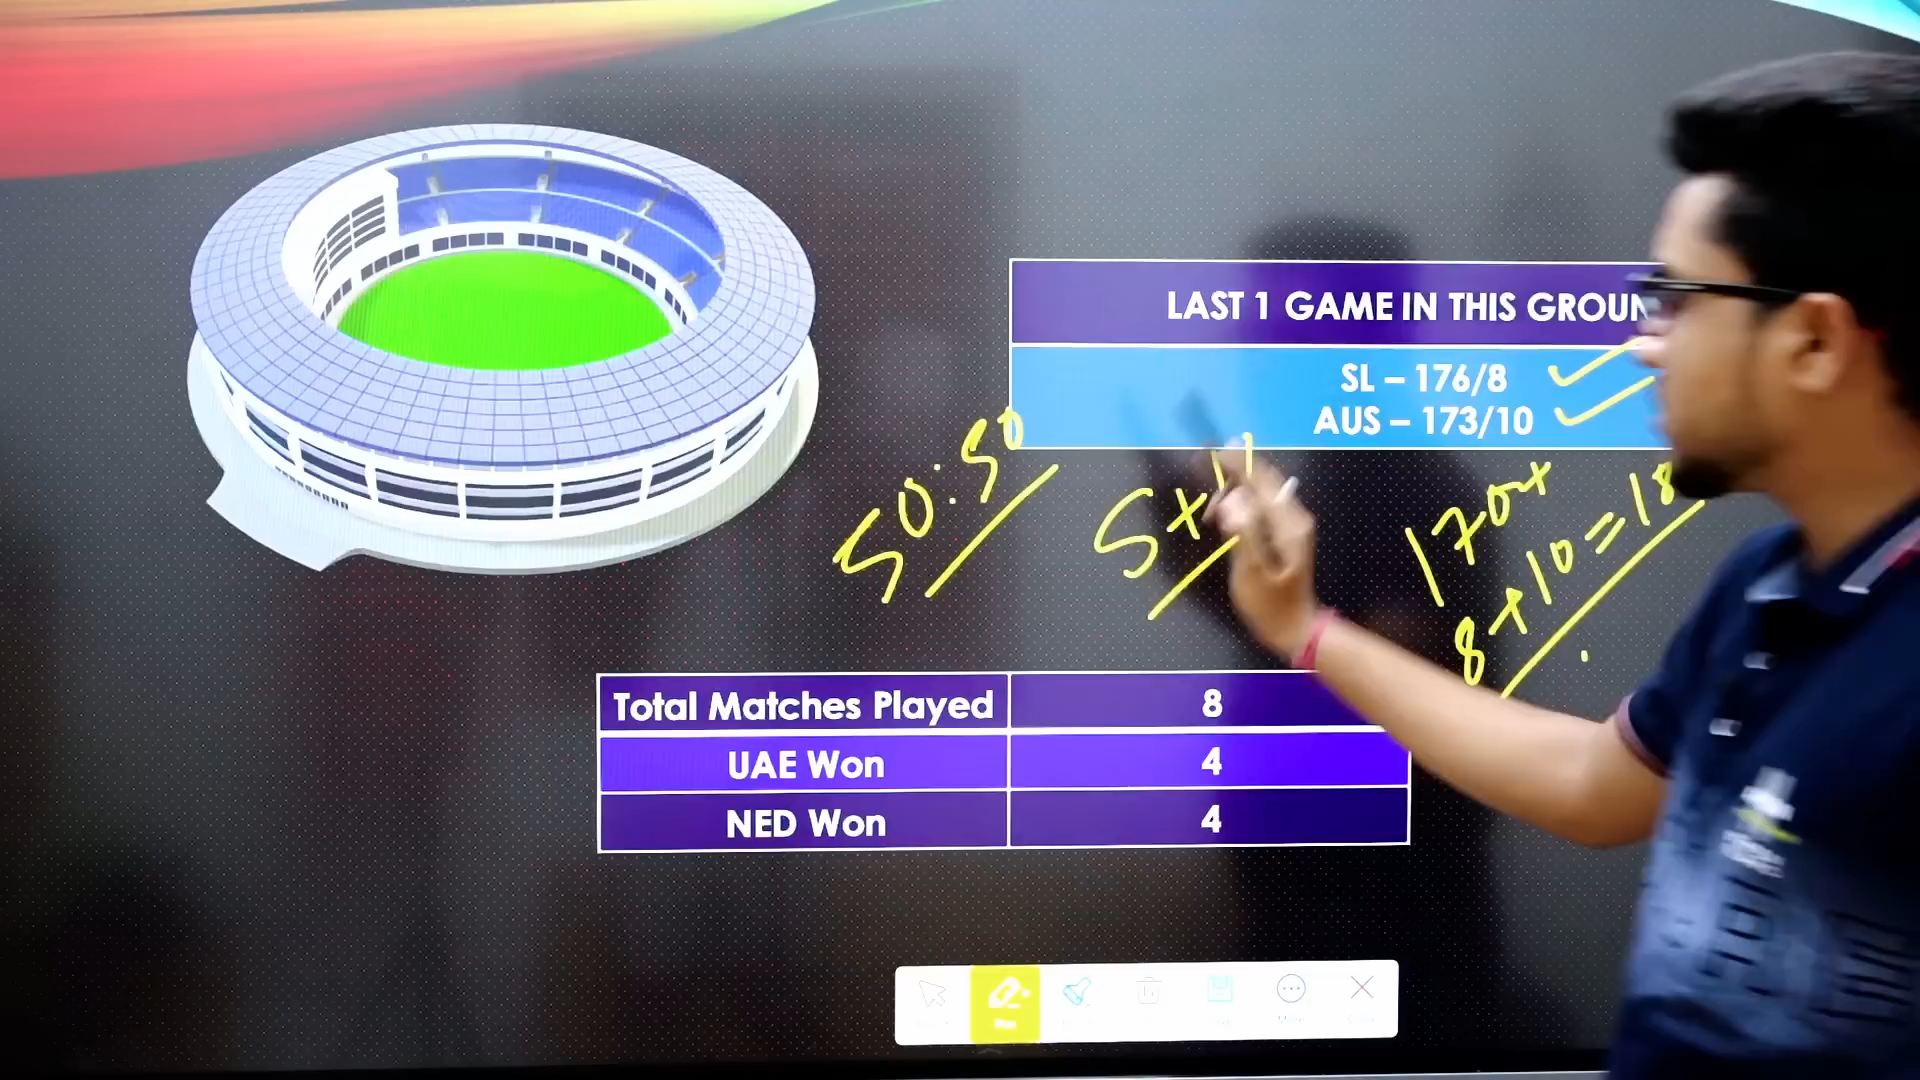 LAST 1 GAME IN THIS GROUN
SL – 176/8
AUS – 173/10
50:50
170+
8+10=18
Total Matches Played 8
UAE Won 4
NED Won 4